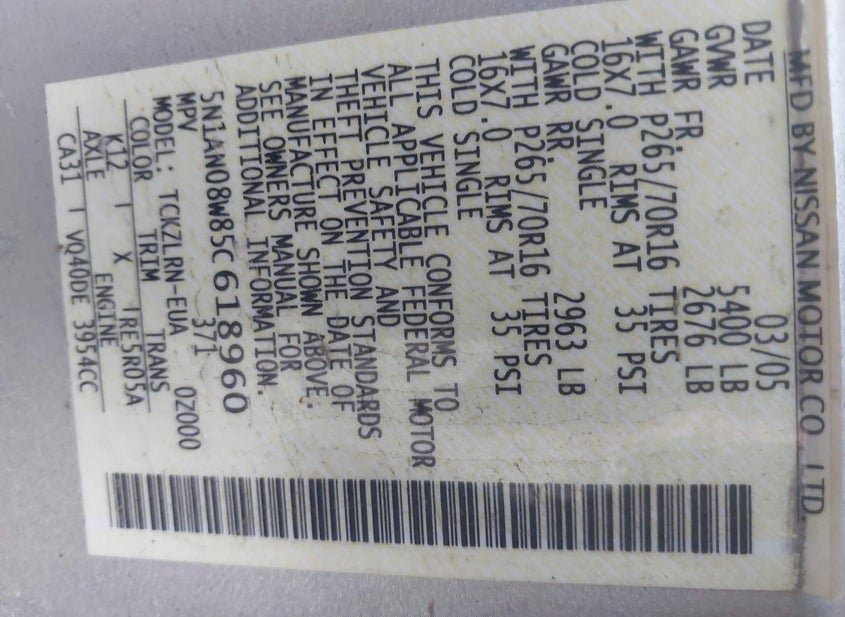 MFD BY NISSAN MOTOR CO. LTD.
DATE 03/05
GVWR 5400 LB
GAWR FR. 2676 LB
WITH P265/70R16 TIRES
16X7.0 RIMS AT 35 PSI
COLD SINGLE
GAWR RR. 2963 LB
WITH P265/70R16 TIRES
16X7.0 RIMS AT 35 PSI
COLD SINGLE
THIS VEHICLE CONFORMS TO
ALL APPLICABLE FEDERAL MOTOR
VEHICLE SAFETY AND
THEFT PREVENTION STANDARDS
IN EFFECT ON THE DATE OF
MANUFACTURE SHOWN ABOVE.
SEE OWNERS MANUAL FOR
ADDITIONAL INFORMATION.
5N1AN08W85C618960
MPV 371
MODEL: TCKZLRN-EUA 0Z000
COLOR TRIM TRANS
K12 | X | RE5R05A
AXLE ENGINE
CA31 | VQ40DE 3954CC